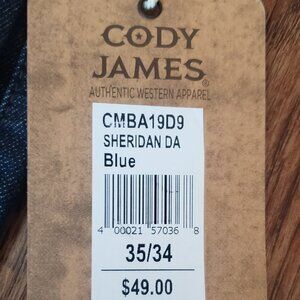 CODY
JAMES®
AUTHENTIC WESTERN APPAREL
CMBA19D9
SHERIDAN DA
Blue
4 00021 57036 8
35/34
$49.00